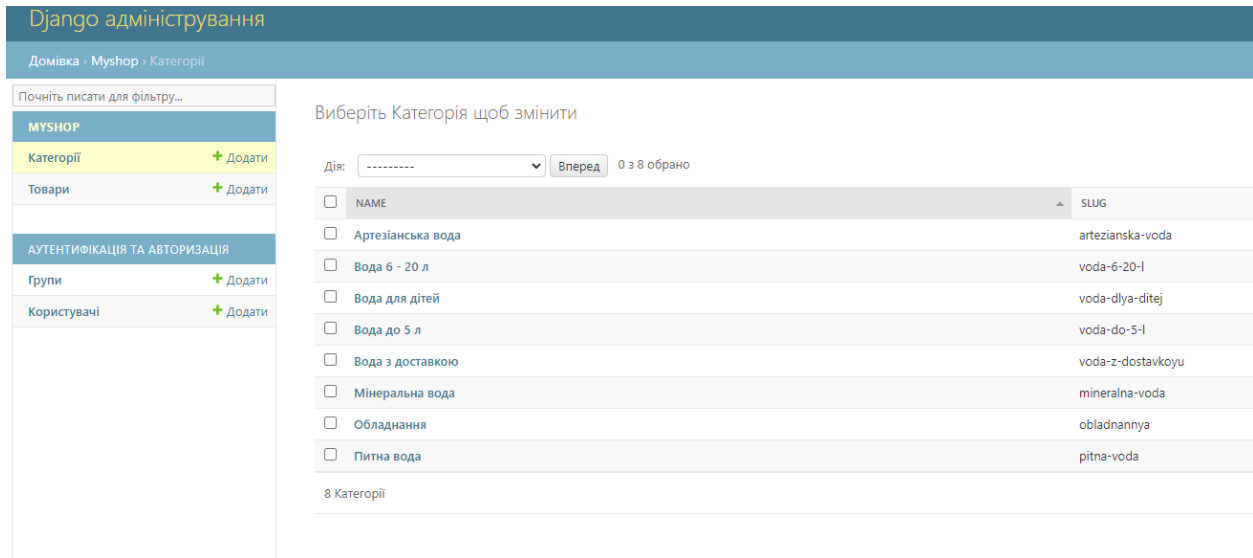 Django адміністрування
Домівка › Myshop › Категорії
Почніть писати для фільтру...
MYSHOP
Категорії + Додати
Товари + Додати
АУТЕНТИФІКАЦІЯ ТА АВТОРИЗАЦІЯ
Групи + Додати
Користувачі + Додати
Виберіть Категорія щоб змінити
Дія: --------- Вперед 0 з 8 обрано
NAME SLUG
Артезіанська вода artezianska-voda
Вода 6 - 20 л voda-6-20-l
Вода для дітей voda-dlya-ditej
Вода до 5 л voda-do-5-l
Вода з доставкою voda-z-dostavkoyu
Мінеральна вода mineralna-voda
Обладнання obladnannya
Питна вода pitna-voda
8 Категорії